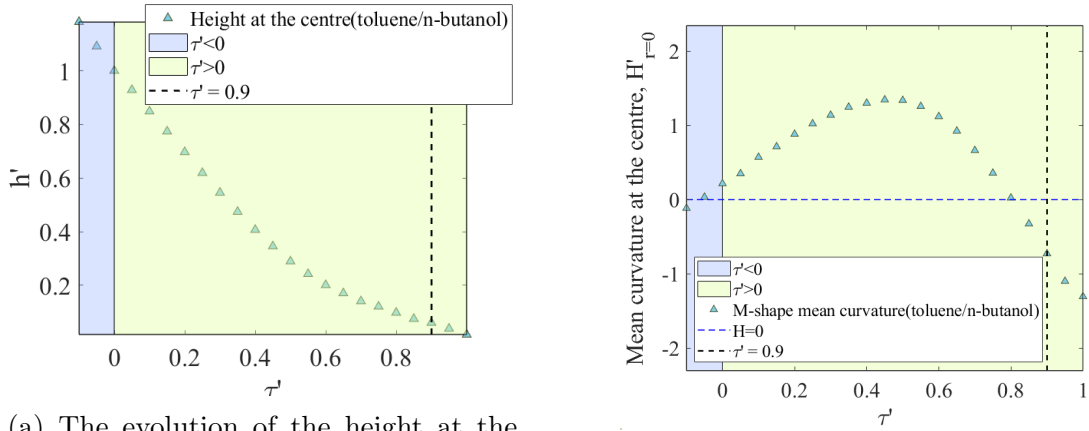 Height at the centre(toluene/n-butanol)
τ'<0
τ'>0
τ' = 0.9
1
0.8
0.6
0.4
0.2
h'
0 0.2 0.4 0.6 0.8
τ'
2
1
0
-1
-2
Mean curvature at the centre, H'r=0
τ'<0
τ'>0
M-shape mean curvature(toluene/n-butanol)
H=0
τ' = 0.9
0 0.2 0.4 0.6 0.8 1
τ'
(a) The evolution of the height at the